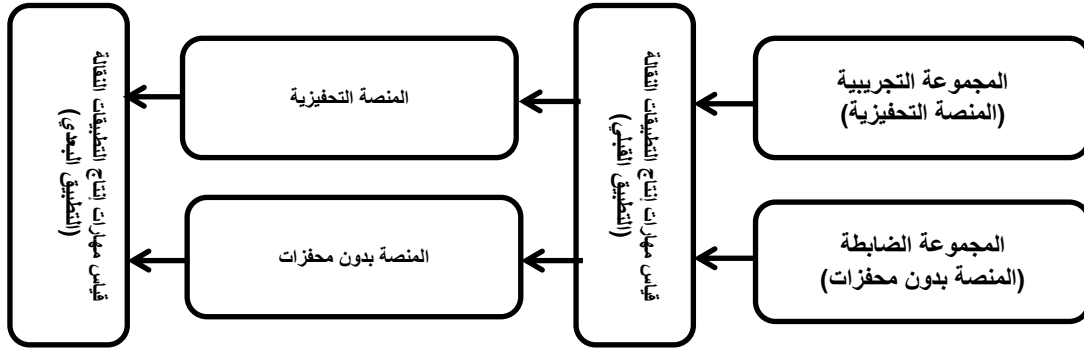 المجموعة التجريبية
(المنصة التحفيزية)
المجموعة الضابطة
(المنصة بدون محفزات)
قياس مهارات إنتاج التطبيقات النقالة
(التطبيق القبلي)
المنصة التحفيزية
المنصة بدون محفزات
قياس مهارات إنتاج التطبيقات النقالة
(التطبيق البعدي)